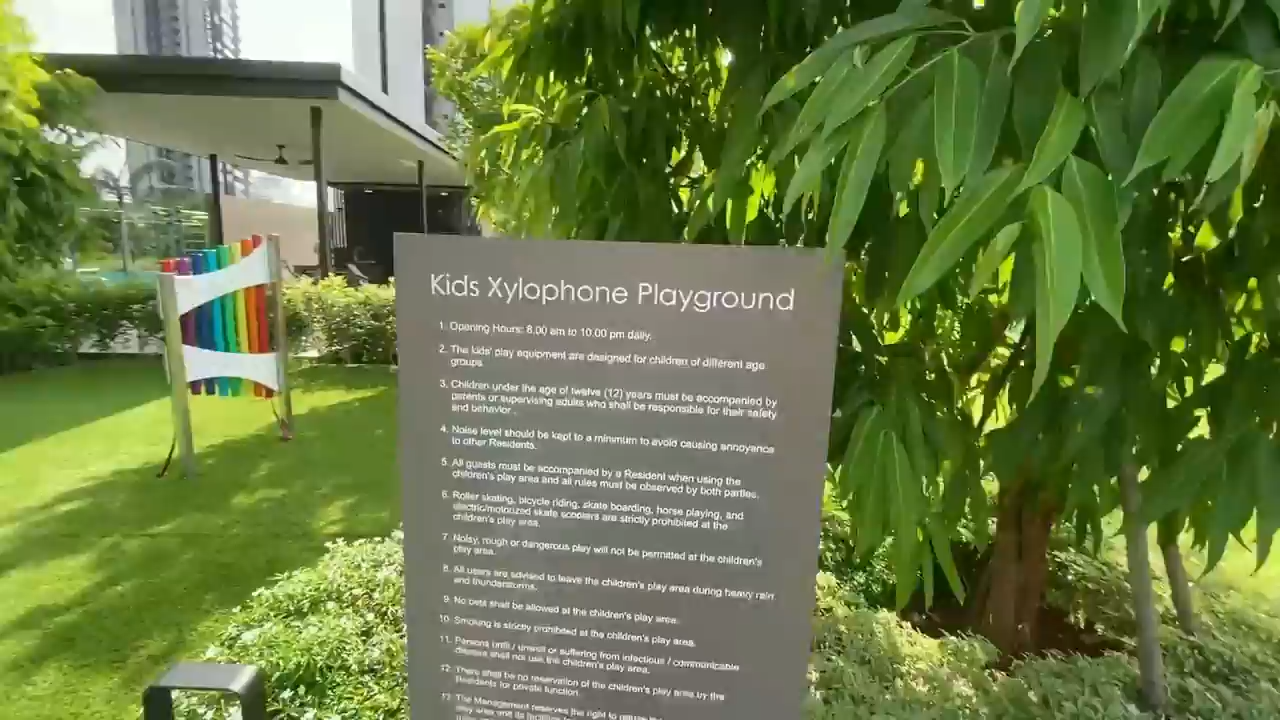 Kids Xylophone Playground
1. Opening Hours: 8.00 am to 10.00 pm daily.
2. The kids' play equipment are designed for children of different age
groups.
3. Children under the age of twelve (12) years must be accompanied by
parents or supervising adults who shall be responsible for their safety
and behavior .
4. Noise level should be kept to a minimum to avoid causing annoyance
to other Residents.
5. All guests must be accompanied by a Resident when using the
children's play area and all rules must be observed by both parties.
6. Roller skating, bicycle riding, skate boarding, horse playing, and
electric/motorized skate scooters are strictly prohibited at the
children's play area.
7. Noisy, rough or dangerous play will not be permitted at the children's
play area.
8. All users are advised to leave the children's play area during heavy rain
and thunderstorms.
9. No pets shall be allowed at the children's play area.
10. Smoking is strictly prohibited at the children's play area.
11. Persons unfit / unwell or suffering from infectious / communicable
disease shall not use the children's play area.
12. There shall be no reservation of the children's play area by the
Residents for private function.
13. The Management reserves the right to
play area and its facilities